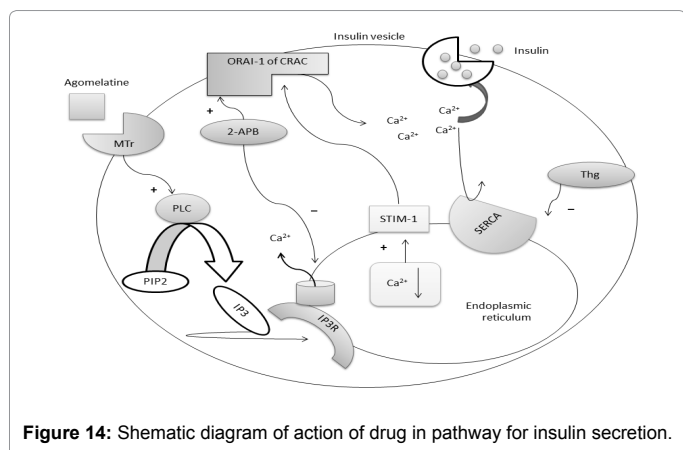 Insulin vesicle
Insulin
ORAI-1 of CRAC
Agomelatine
Ca²⁺
Ca²⁺
Ca²⁺ Ca²⁺
+
2-APB
MTr
Thg
+
PLC
–
STIM-1
SERCA
–
Ca²⁺
+
PIP2
Ca²⁺
IP3
IP3R
Endoplasmic
reticulum
Figure 14: Shematic diagram of action of drug in pathway for insulin secretion.